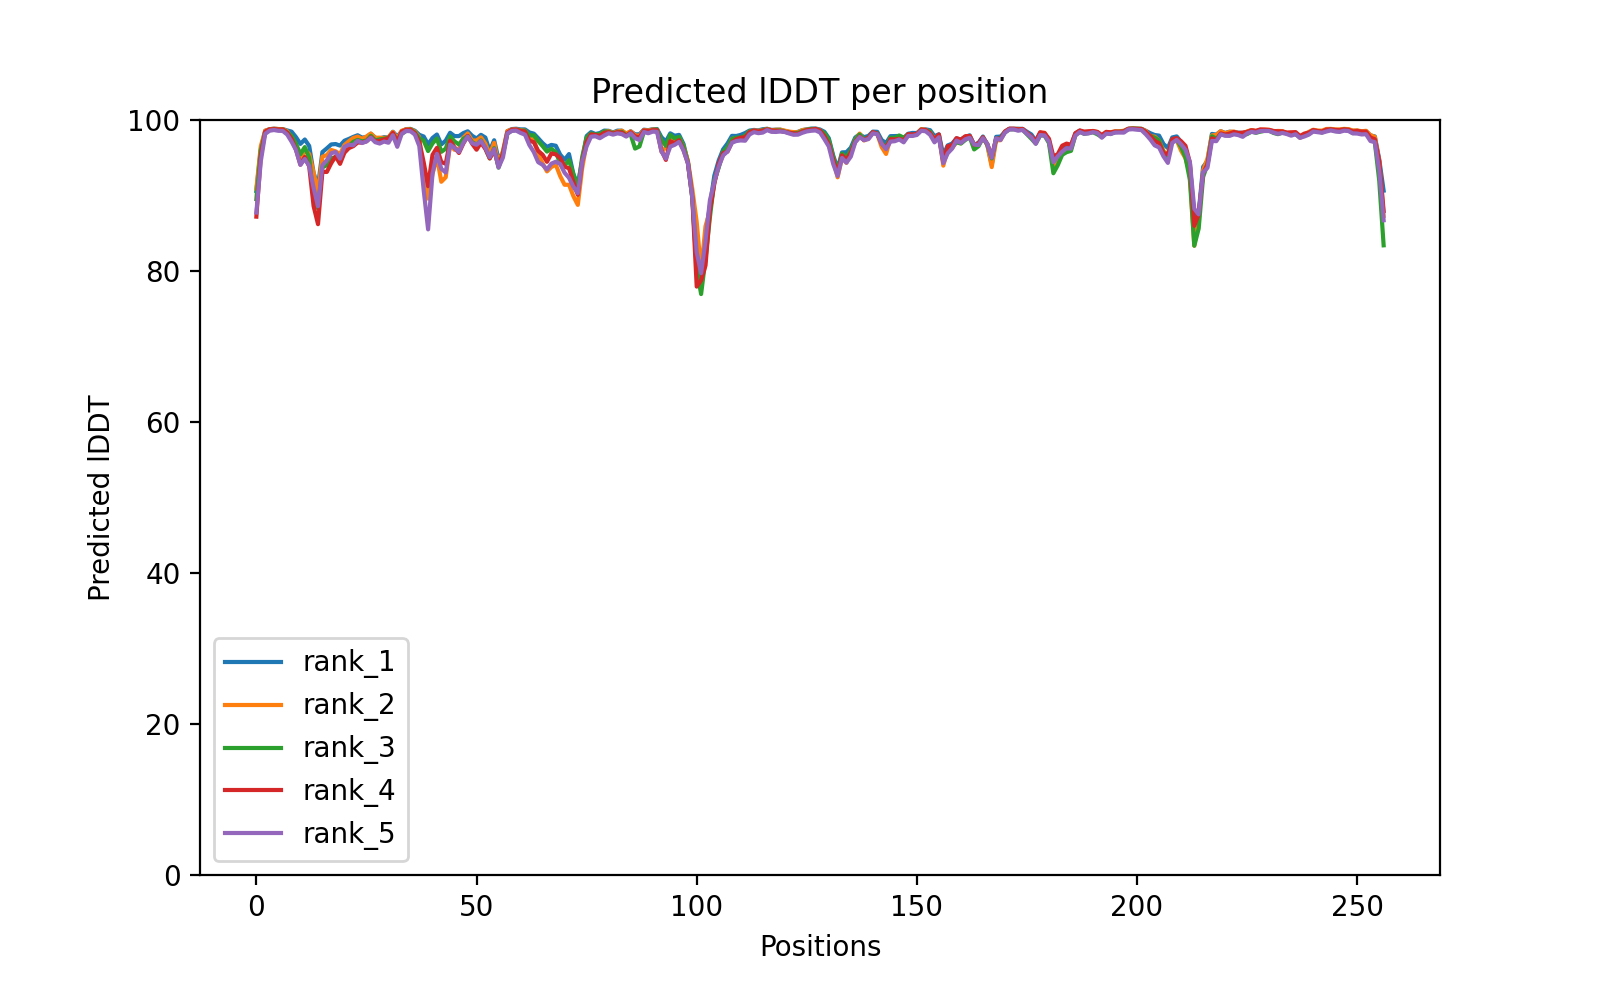 Predicted lDDT per position
100
80
60
40
20
0
Predicted lDDT
rank_1
rank_2
rank_3
rank_4
rank_5
0 50 100 150 200 250
Positions